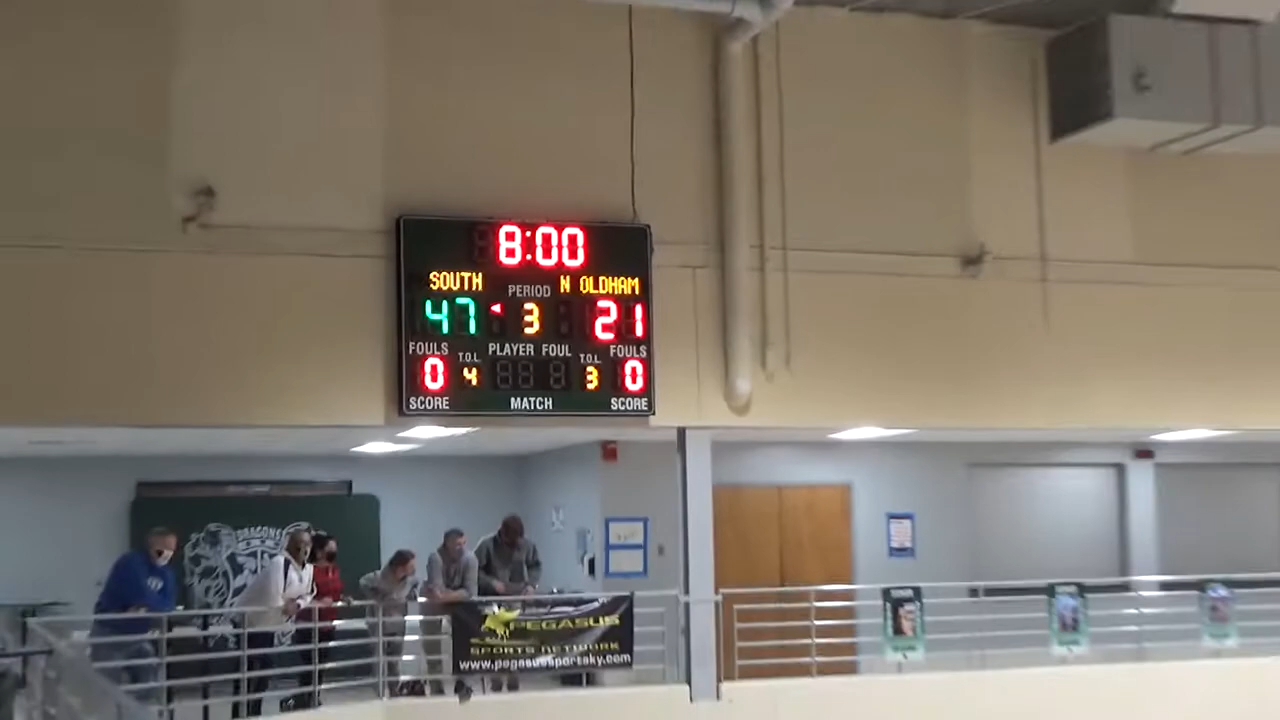 8:00
SOUTH N OLDHAM
PERIOD
47 3 21
FOULS T.O.L. PLAYER FOUL T.O.L. FOULS
0 4 3 0
SCORE MATCH SCORE
DRAGONS
PEGASUS
SPORTS NETWORK
www.pegasussportsky.com